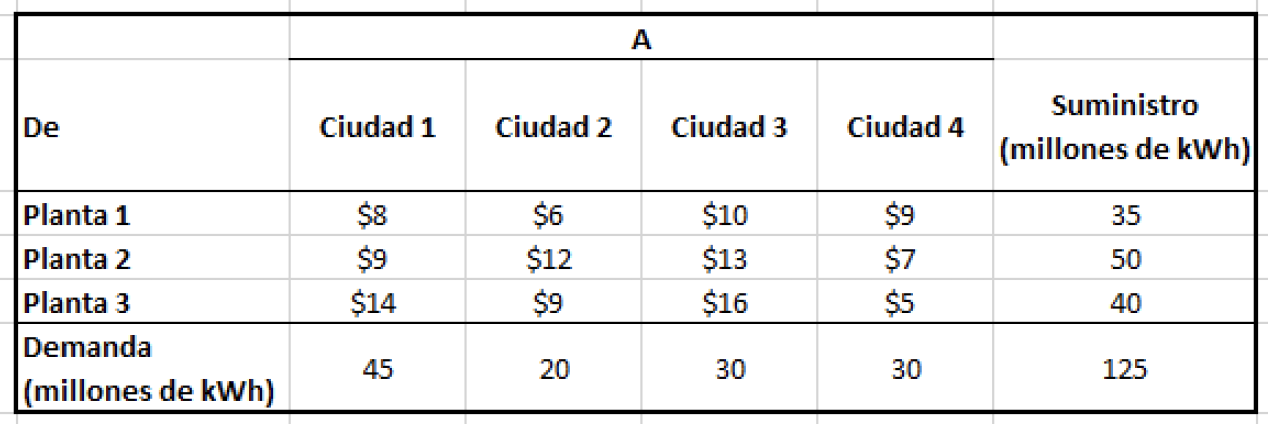 A
De Ciudad 1 Ciudad 2 Ciudad 3 Ciudad 4 Suministro
(millones de kWh)
Planta 1 $8 $6 $10 $9 35
Planta 2 $9 $12 $13 $7 50
Planta 3 $14 $9 $16 $5 40
Demanda
(millones de kWh) 45 20 30 30 125